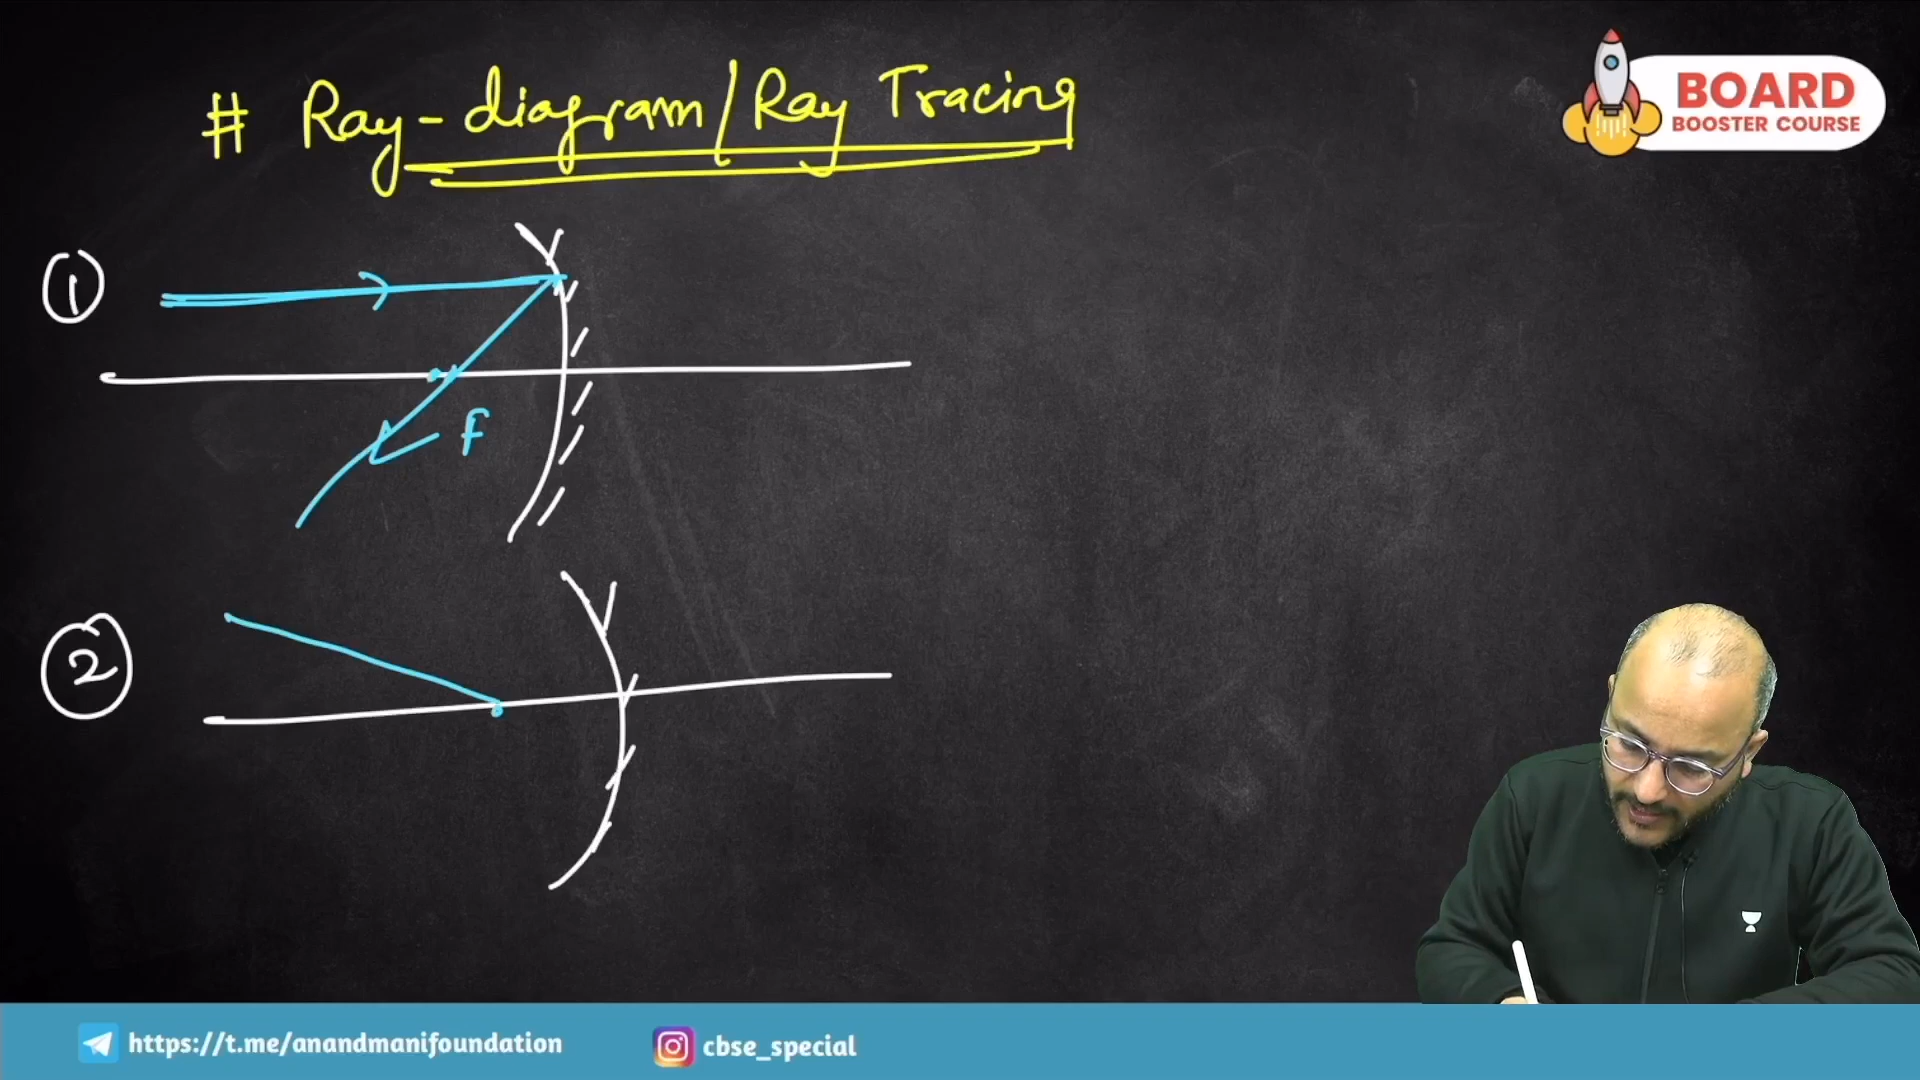 # Ray-diagram/Ray Tracing
BOARD
BOOSTER COURSE
①
F
②
https://t.me/anandmanifoundation
cbse_special